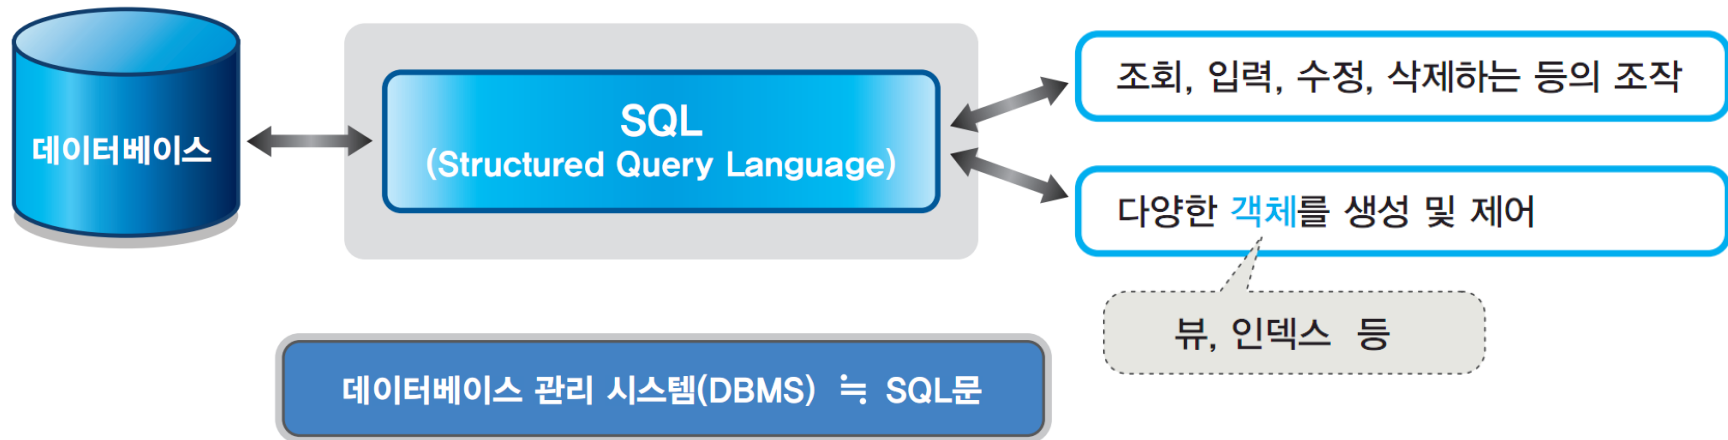 데이터베이스
SQL
(Structured Query Language)
조회, 입력, 수정, 삭제하는 등의 조작
다양한 객체를 생성 및 제어
뷰, 인덱스 등
데이터베이스 관리 시스템(DBMS) ≒ SQL문